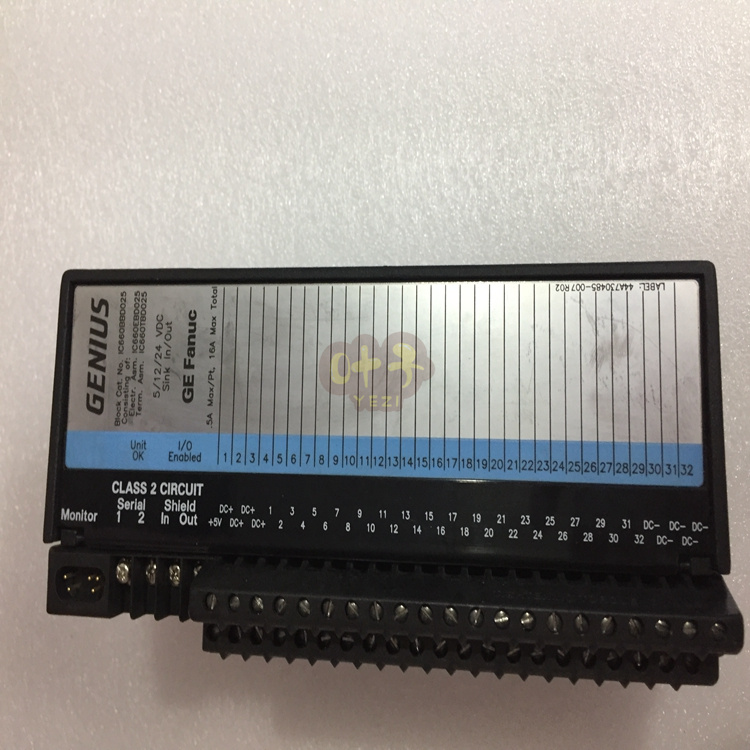 GENIUS
Block Cat. No. IC660BBD025
Consisting of:
Electr. Asm. IC660EBD025
Term. Asm. IC660TBD025
5/12/24 VDC
Sink In/Out
GE Fanuc
.5A Max/Pt, 16A Max Total
LABEL: 44A730485-007 R02
叶子
YEZI
Unit
OK
I/O
Enabled
1 2 3 4 5 6 7 8 9 10 11 12 13 14 15 16 17 18 19 20 21 22 23 24 25 26 27 28 29 30 31 32
CLASS 2 CIRCUIT
Monitor
Serial
1 2
Shield
In Out
DC+ DC+ 1 3 5 7 9 11 13 15 17 19 21 23 25 27 29 31 DC- DC- DC-
+5V DC+ DC+ 2 4 6 8 10 12 14 16 18 20 22 24 26 28 30 32 DC- DC-